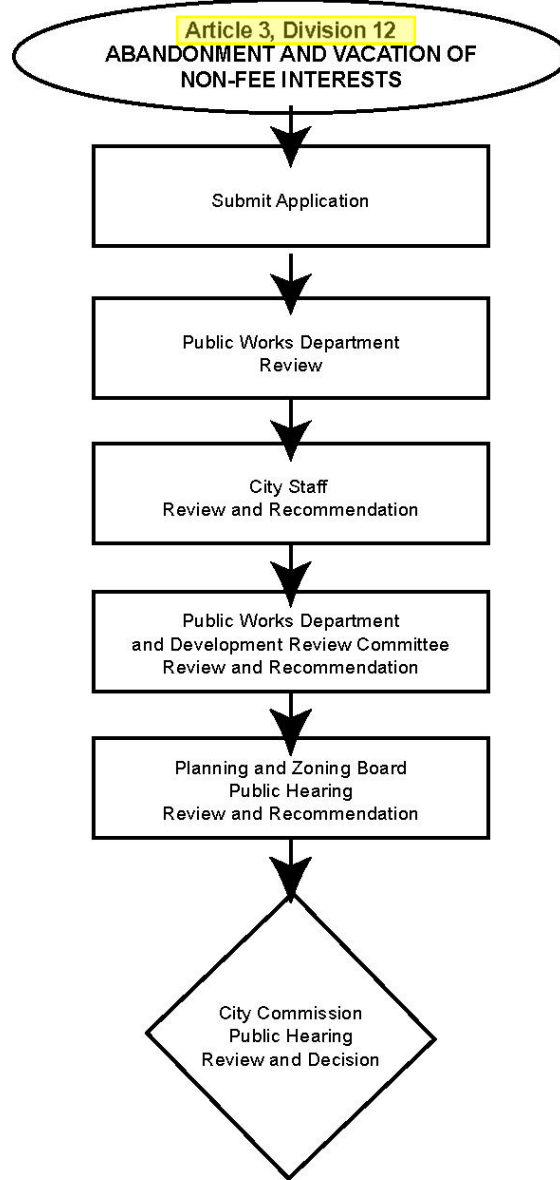 Article 3, Division 12
ABANDONMENT AND VACATION OF
NON-FEE INTERESTS
Submit Application
Public Works Department
Review
City Staff
Review and Recommendation
Public Works Department
and Development Review Committee
Review and Recommendation
Planning and Zoning Board
Public Hearing
Review and Recommendation
City Commission
Public Hearing
Review and Decision